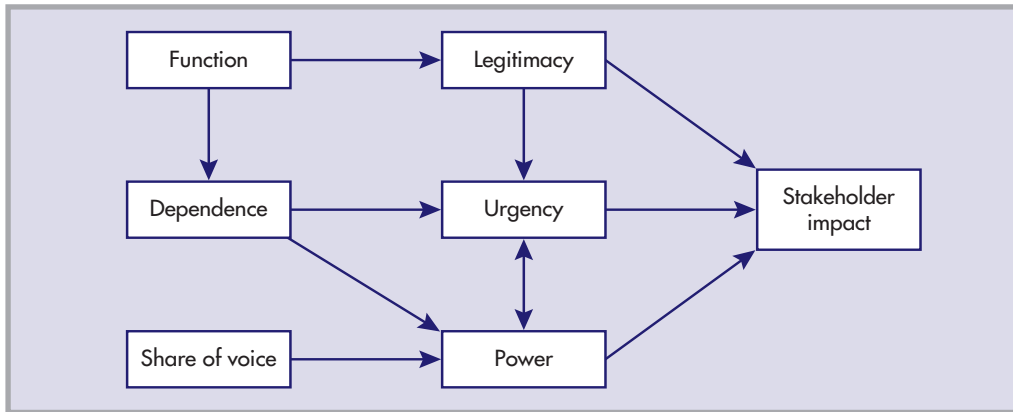 Function
Legitimacy
Dependence
Urgency
Stakeholder
impact
Share of voice
Power